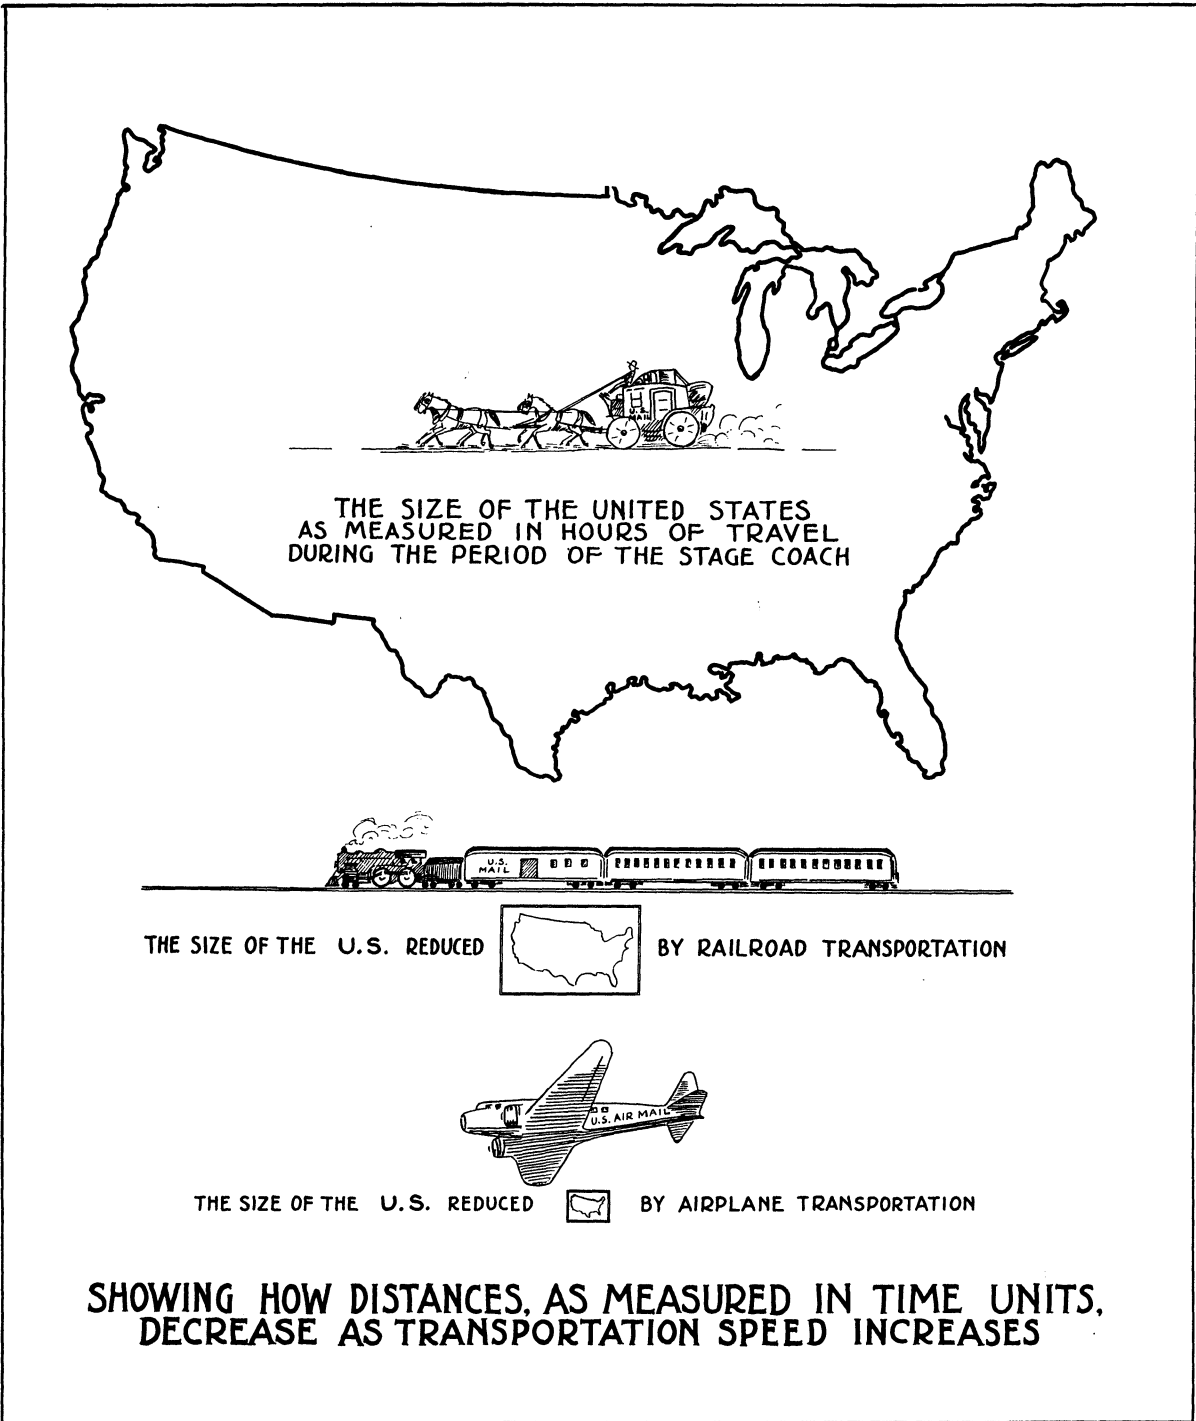 U.S.
MAIL
THE SIZE OF THE UNITED STATES
AS MEASURED IN HOURS OF TRAVEL
DURING THE PERIOD OF THE STAGE COACH
U.S.
MAIL
THE SIZE OF THE U.S. REDUCED BY RAILROAD TRANSPORTATION
U.S. AIR MAIL
THE SIZE OF THE U.S. REDUCED BY AIRPLANE TRANSPORTATION
SHOWING HOW DISTANCES, AS MEASURED IN TIME UNITS,
DECREASE AS TRANSPORTATION SPEED INCREASES